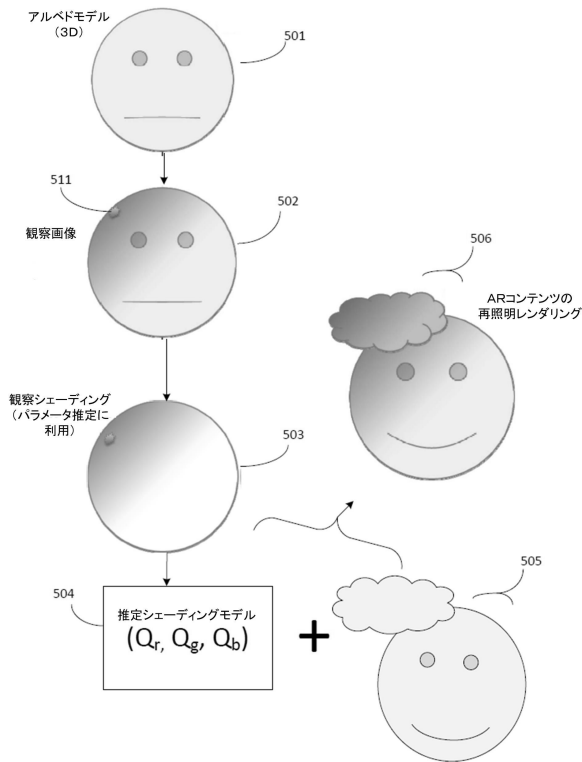 アルベドモデル
(3D)
501
511
502
観察画像
506
ARコンテンツの
再照明レンダリング
観察シェーディング
(パラメータ推定に
利用)
503
504
推定シェーディングモデル
(Qr, Qg, Qb)
+
505